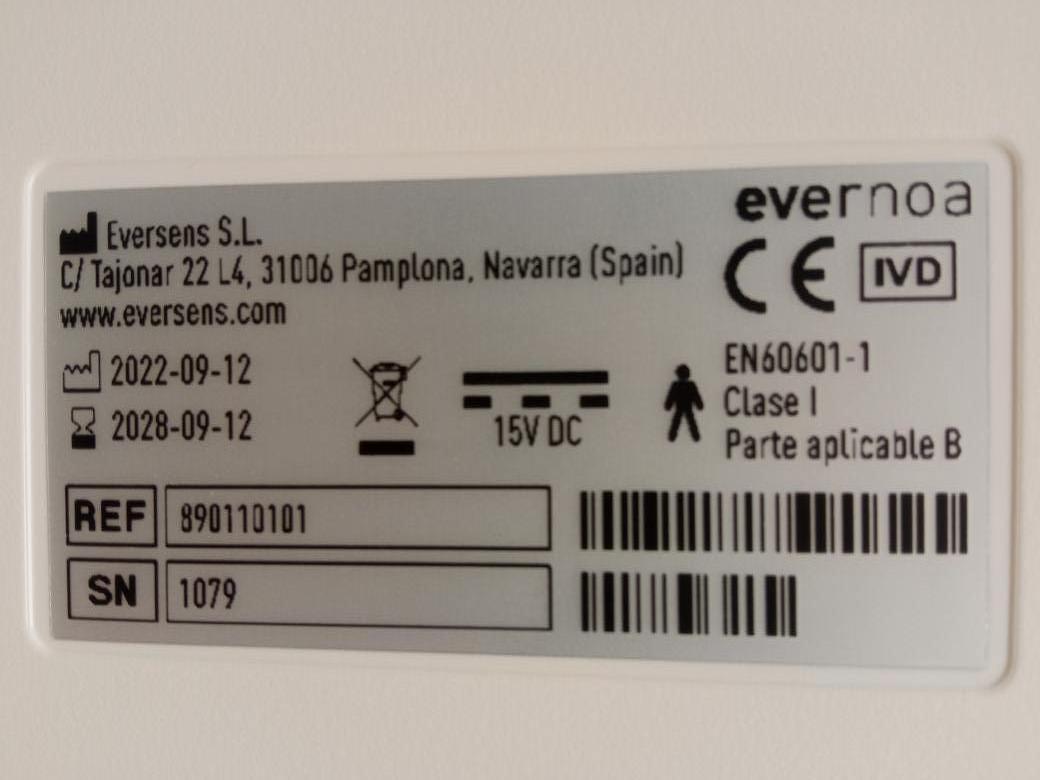 evernoa
Eversens S.L.
C/ Tajonar 22 L4, 31006 Pamplona, Navarra (Spain)
www.eversens.com
CE IVD
2022-09-12
2028-09-12
15V DC
EN60601-1
Clase I
Parte aplicable B
REF 890110101
SN 1079